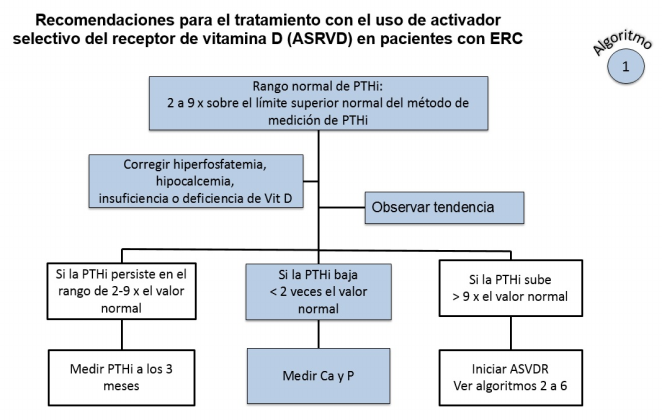 Recomendaciones para el tratamiento con el uso de activador
selectivo del receptor de vitamina D (ASRVD) en pacientes con ERC
Algoritmo
1
Rango normal de PTHi:
2 a 9 x sobre el límite superior normal del método de
medición de PTHi
Corregir hiperfosfatemia,
hipocalcemia,
insuficiencia o deficiencia de Vit D
Observar tendencia
Si la PTHi persiste en el
rango de 2-9 x el valor
normal
Si la PTHi baja
< 2 veces el valor
normal
Si la PTHi sube
> 9 x el valor normal
Medir PTHi a los 3
meses
Medir Ca y P
Iniciar ASVDR
Ver algoritmos 2 a 6